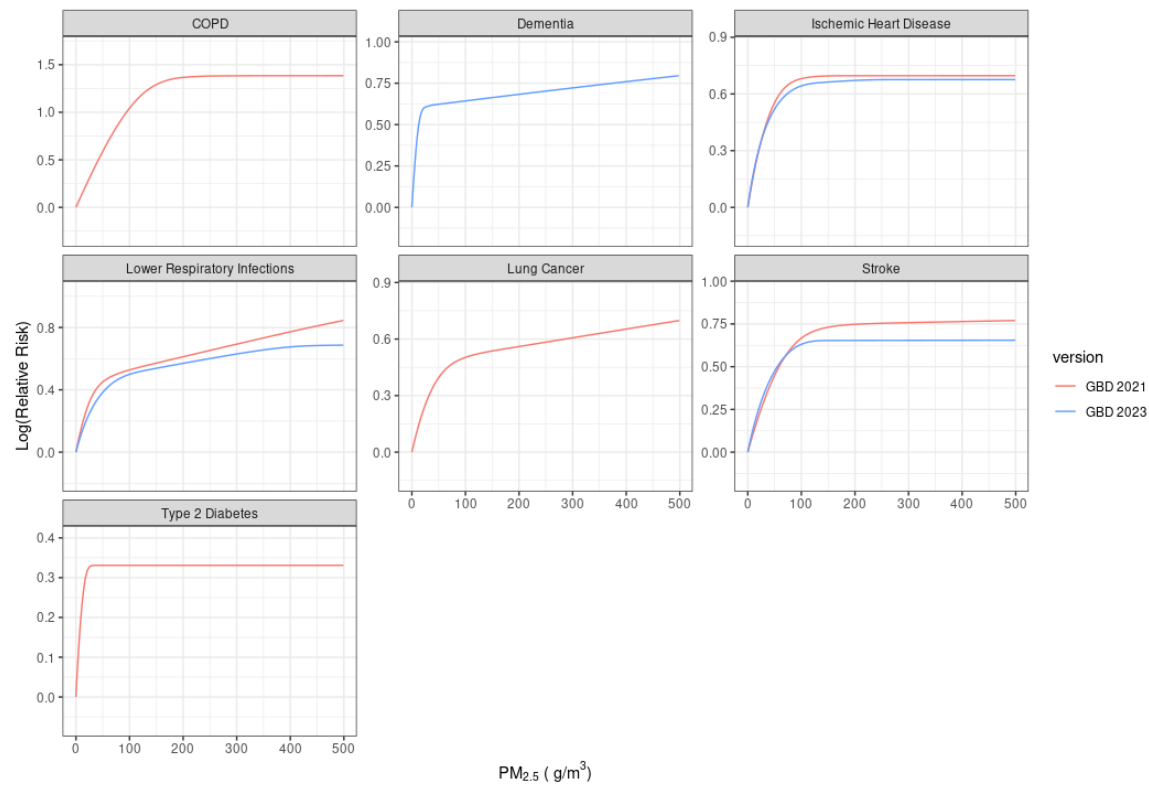 COPD
Dementia
Ischemic Heart Disease
1.5
1.0
0.5
0.0
1.00
0.75
0.50
0.25
0.00
0.9
0.6
0.3
0.0
Lower Respiratory Infections
Lung Cancer
Stroke
0.8
0.4
0.0
0.9
0.6
0.3
0.0
1.00
0.75
0.50
0.25
0.00
0 100 200 300 400 500
0 100 200 300 400 500
Type 2 Diabetes
0.4
0.3
0.2
0.1
0.0
0 100 200 300 400 500
Log(Relative Risk)
PM2.5 ( g/m3)
version
GBD 2021
GBD 2023